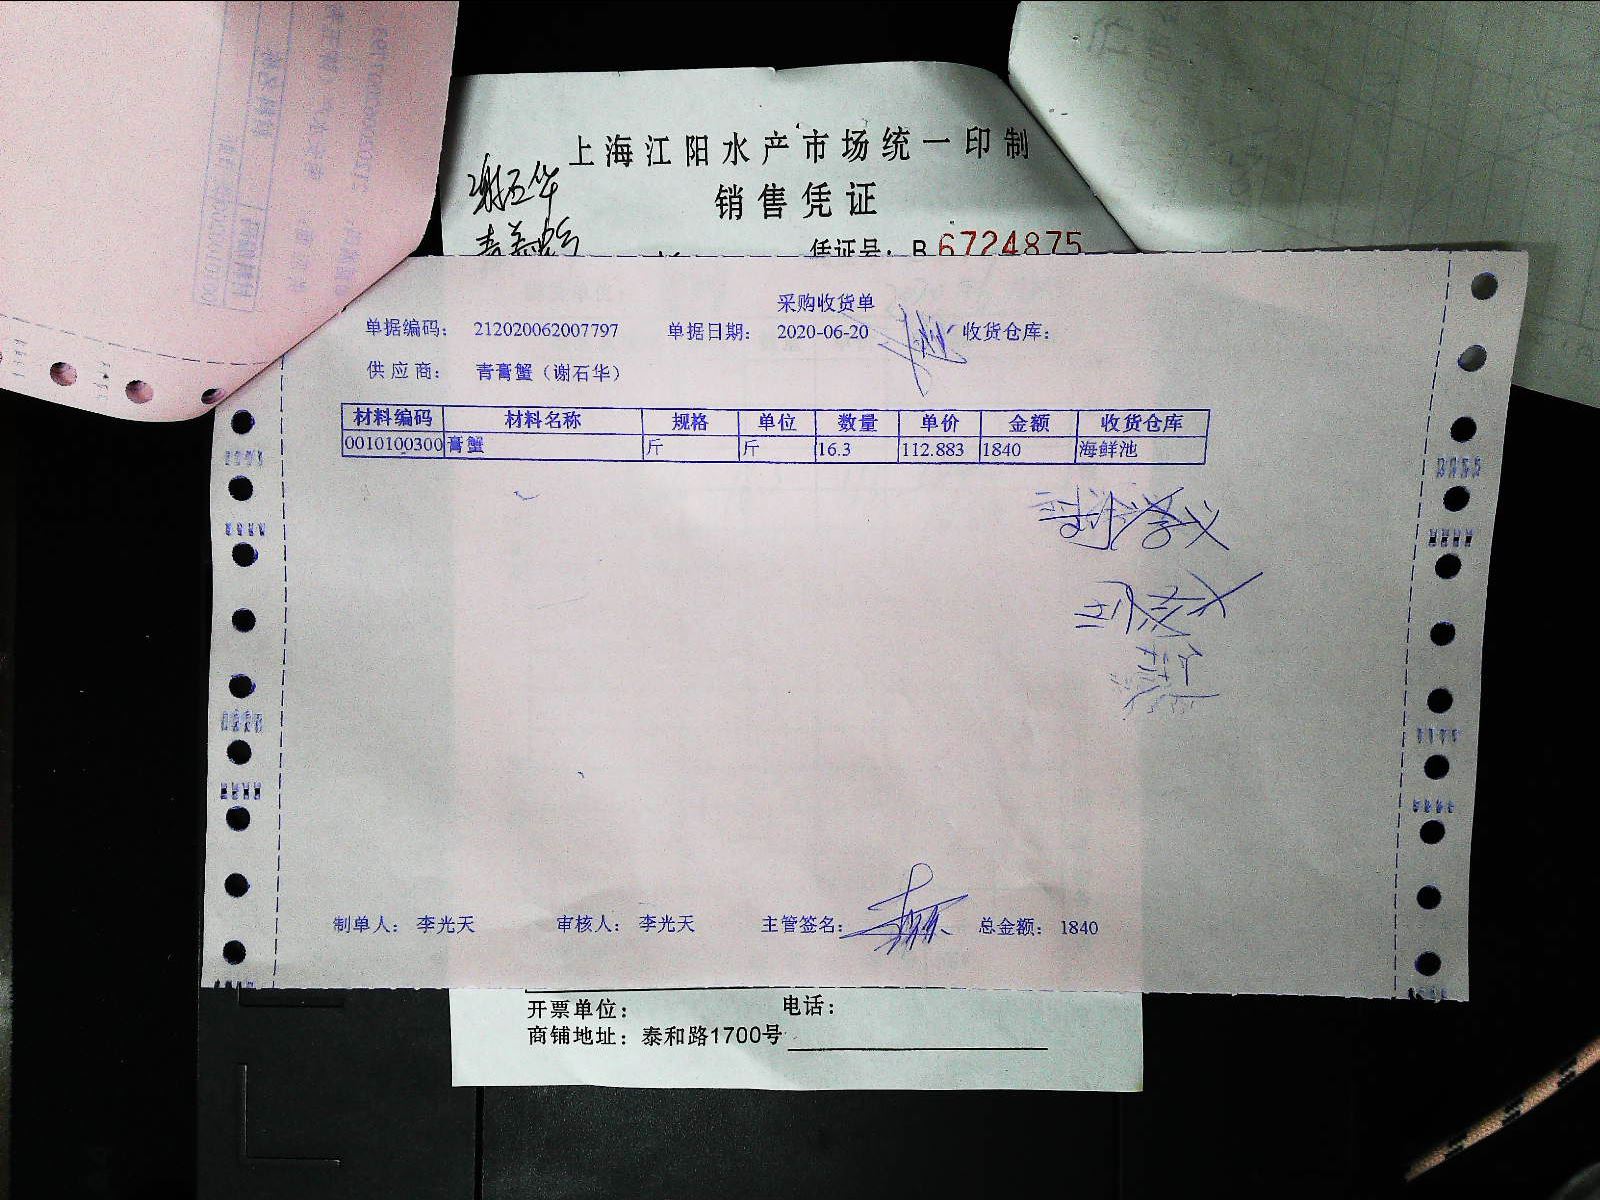 上海江阳水产市场统一印制
销售凭证
谢石华
青膏蟹
凭证号：B 6724875
采购收货单
单据编码： 212020062007797 单据日期： 2020-06-20 收货仓库：
供应商： 青膏蟹（谢石华）
材料编码 材料名称 规格 单位 数量 单价 金额 收货仓库
0010100300 膏蟹 斤 斤 16.3 112.883 1840 海鲜池
制单人： 李光天 审核人： 李光天 主管签名： 总金额： 1840
开票单位： 电话：
商铺地址：泰和路1700号